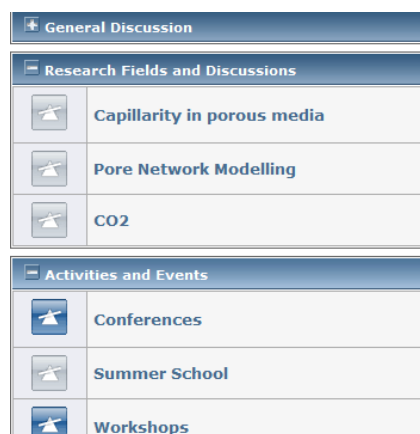 General Discussion
Research Fields and Discussions
Capillarity in porous media
Pore Network Modelling
CO2
Activities and Events
Conferences
Summer School
Workshops